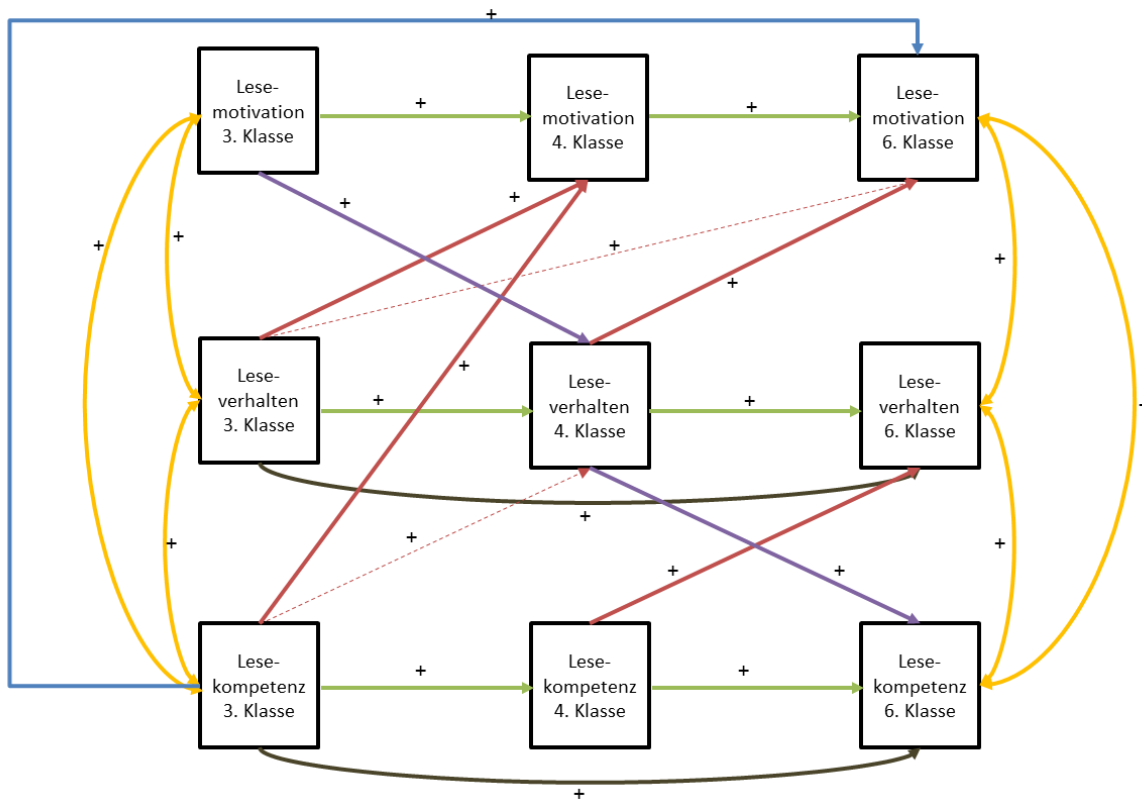 +
Lese-
motivation
3. Klasse
+
Lese-
motivation
4. Klasse
+
Lese-
motivation
6. Klasse
+
+
+
+
+
+
+
+
Lese-
verhalten
3. Klasse
+
Lese-
verhalten
4. Klasse
+
Lese-
verhalten
6. Klasse
+
+
+
+
+
+
+
+
Lese-
kompetenz
3. Klasse
+
Lese-
kompetenz
4. Klasse
+
Lese-
kompetenz
6. Klasse
+